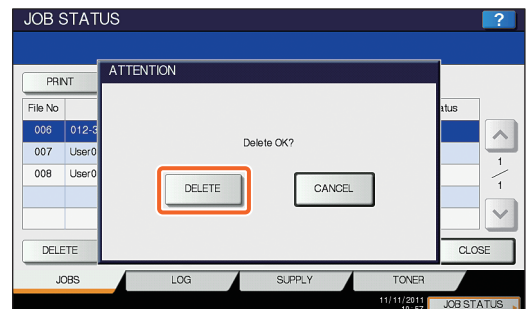 JOB STATUS ?
ATTENTION
PRINT
File No atus
006 012-3
007 User0
008 User0
Delete OK?
DELETE CANCEL
1
1
DELETE CLOSE
JOBS LOG SUPPLY TONER
11/11/2011
JOB STATUS